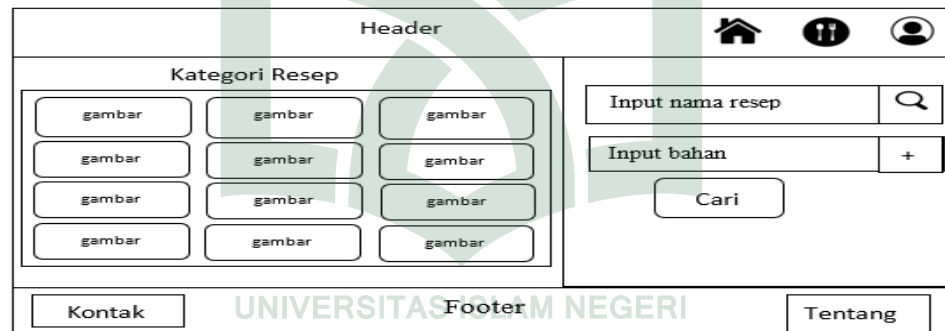 Header
Kategori Resep
gambar gambar gambar
gambar gambar gambar
gambar gambar gambar
gambar gambar gambar
Input nama resep
Input bahan +
Cari
Kontak Footer Tentang
UNIVERSITAS ISLAM NEGERI